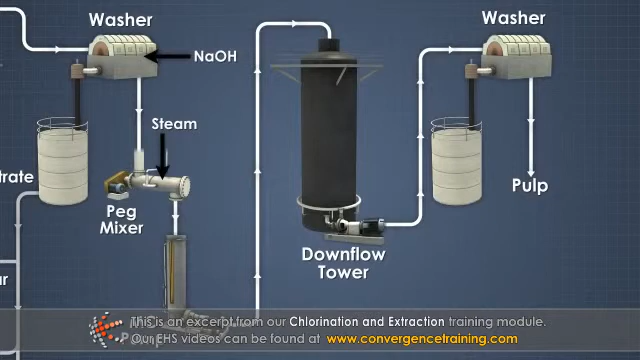 Washer
NaOH
Steam
Peg
Mixer
Downflow
Tower
Washer
Pulp
trate
ur
This is an excerpt from our Chlorination and Extraction training module.
Our EHS videos can be found at www.convergencetraining.com